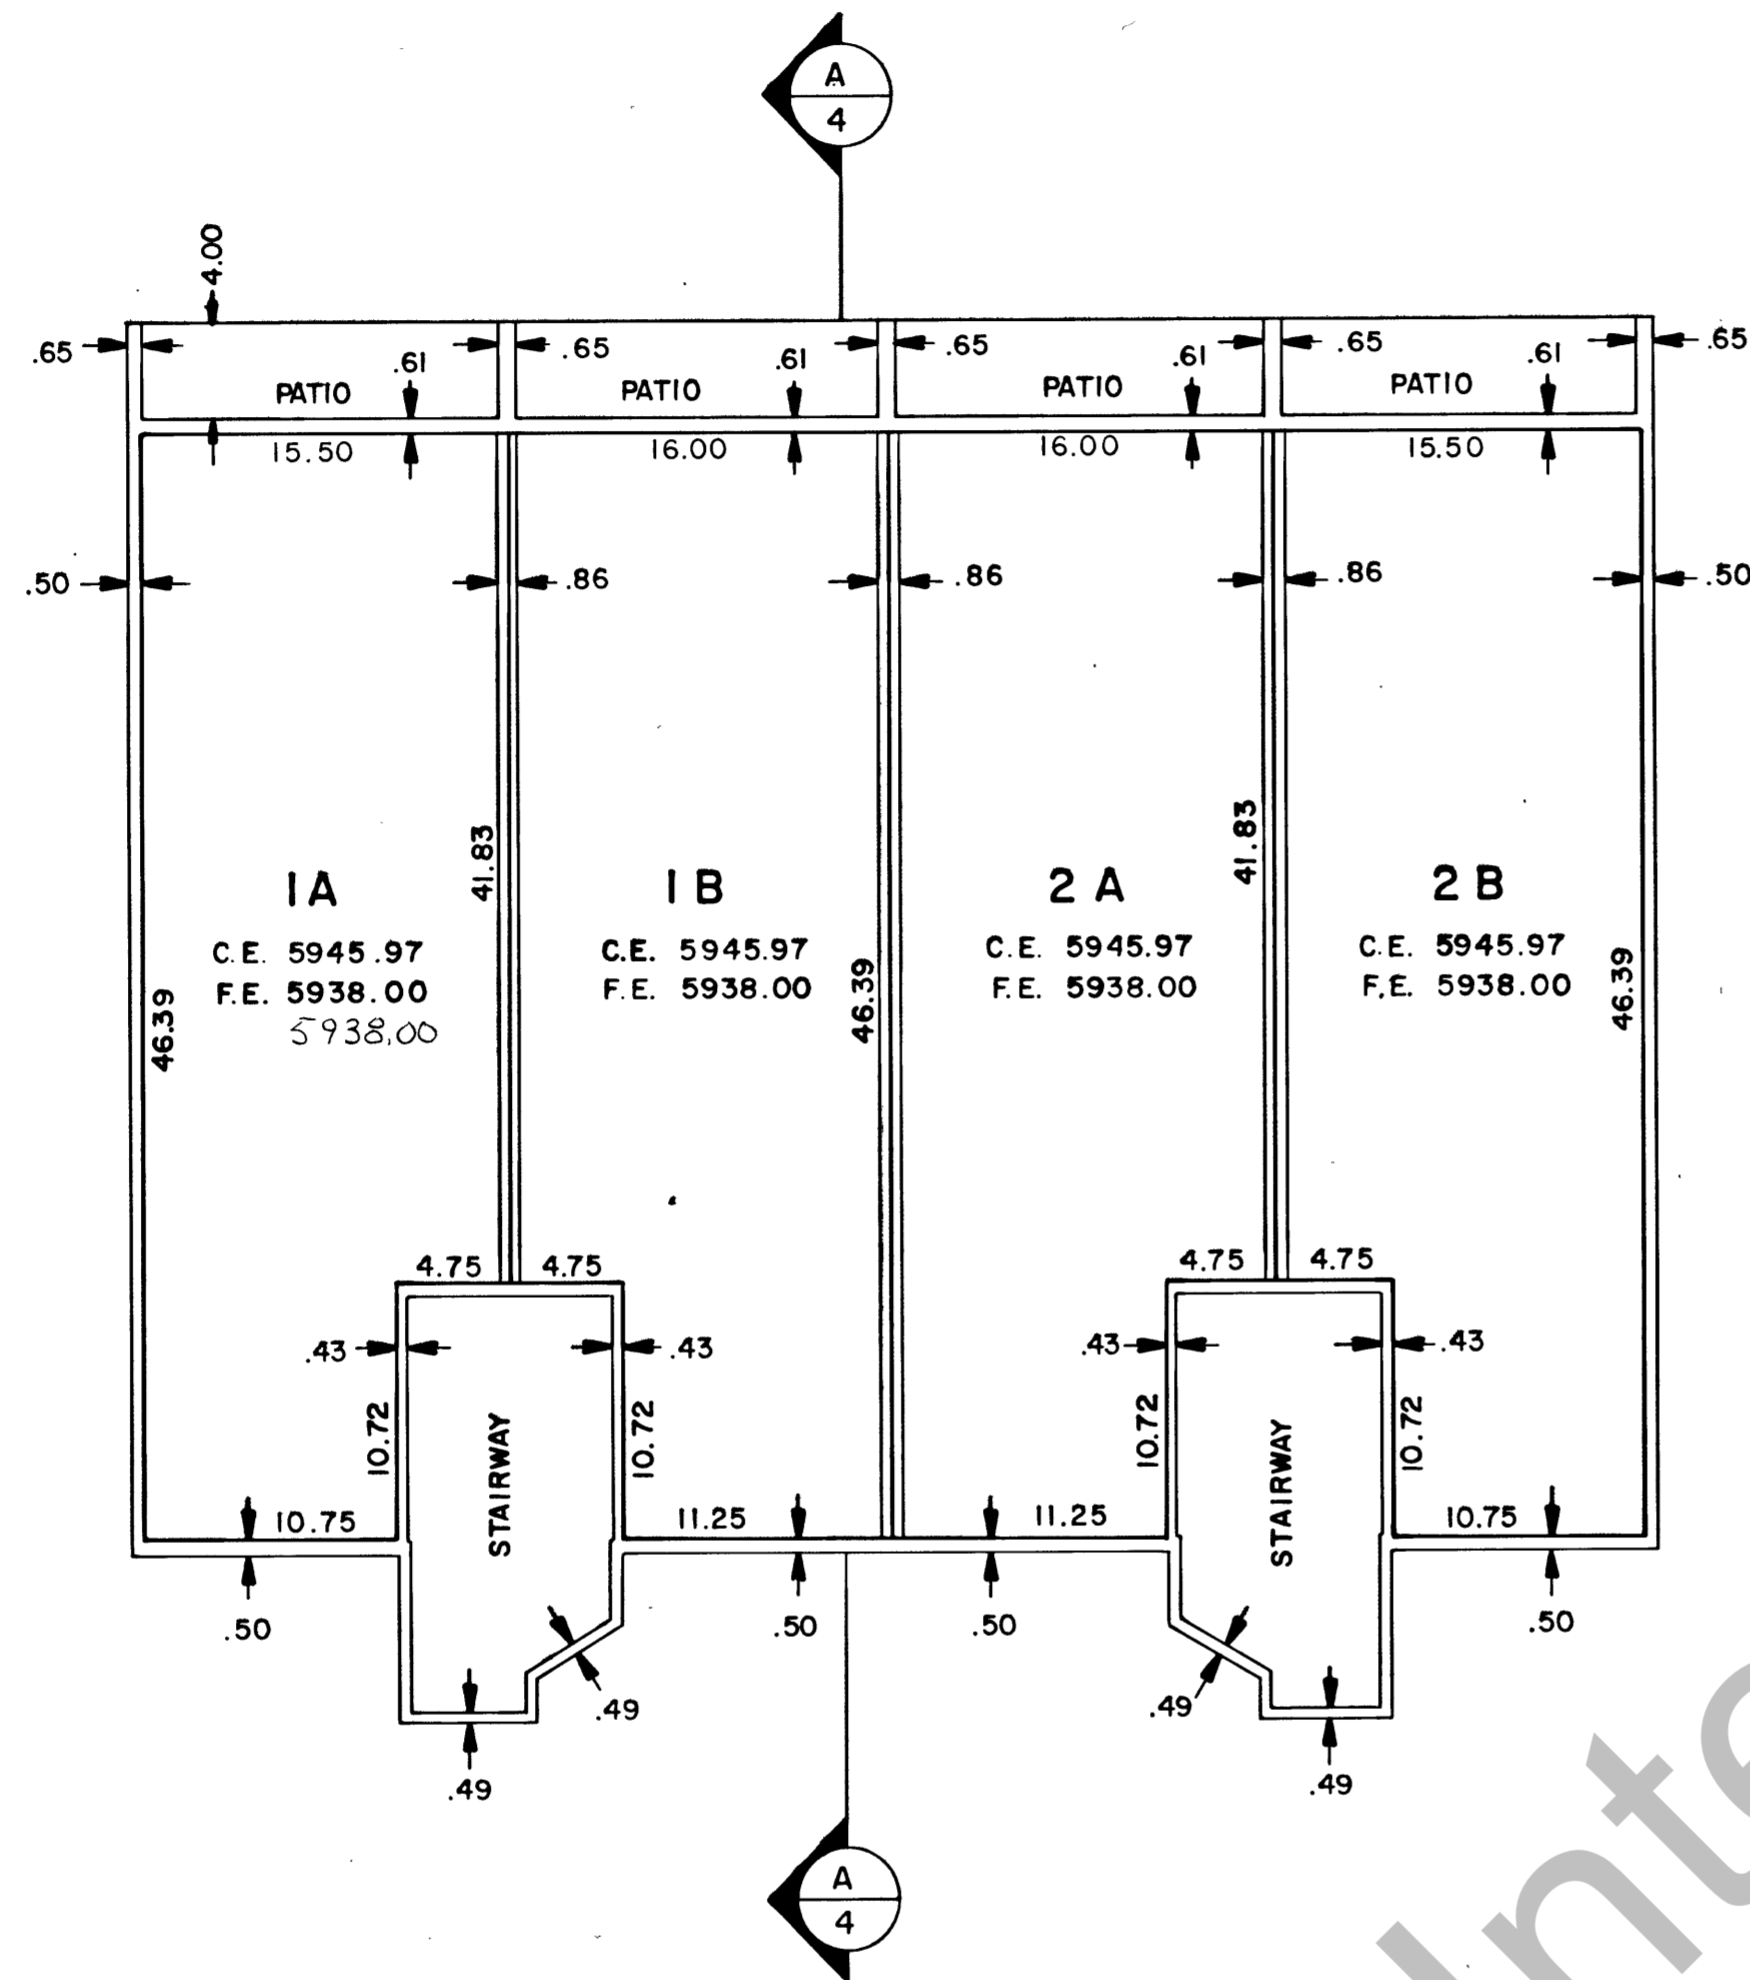 A
4
4.00
.65
.65
.65
.65
.65
.61
.61
.61
.61
PATIO
PATIO
PATIO
PATIO
15.50
16.00
16.00
15.50
.50
.86
.86
.86
.50
41.83
41.83
1A
1 B
2 A
2 B
C.E. 5945.97
C.E. 5945.97
C.E. 5945.97
C.E. 5945.97
F.E. 5938.00
F.E. 5938.00
F.E. 5938.00
F.E. 5938.00
5938.00
46.39
46.39
46.39
4.75
4.75
4.75
4.75
.43
.43
.43
.43
10.72
10.72
10.72
10.72
STAIRWAY
STAIRWAY
10.75
11.25
11.25
10.75
.50
.50
.50
.50
.49
.49
.49
.49
A
4
Inte